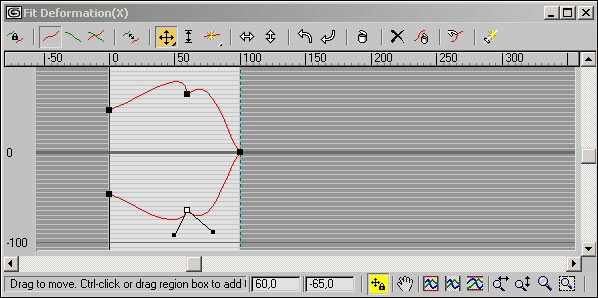 Fit Deformation(X)
-50 0 50 100 150 200 250 300
0
-100
Drag to move. Ctrl-click or drag region box to add t 60,0 -65,0